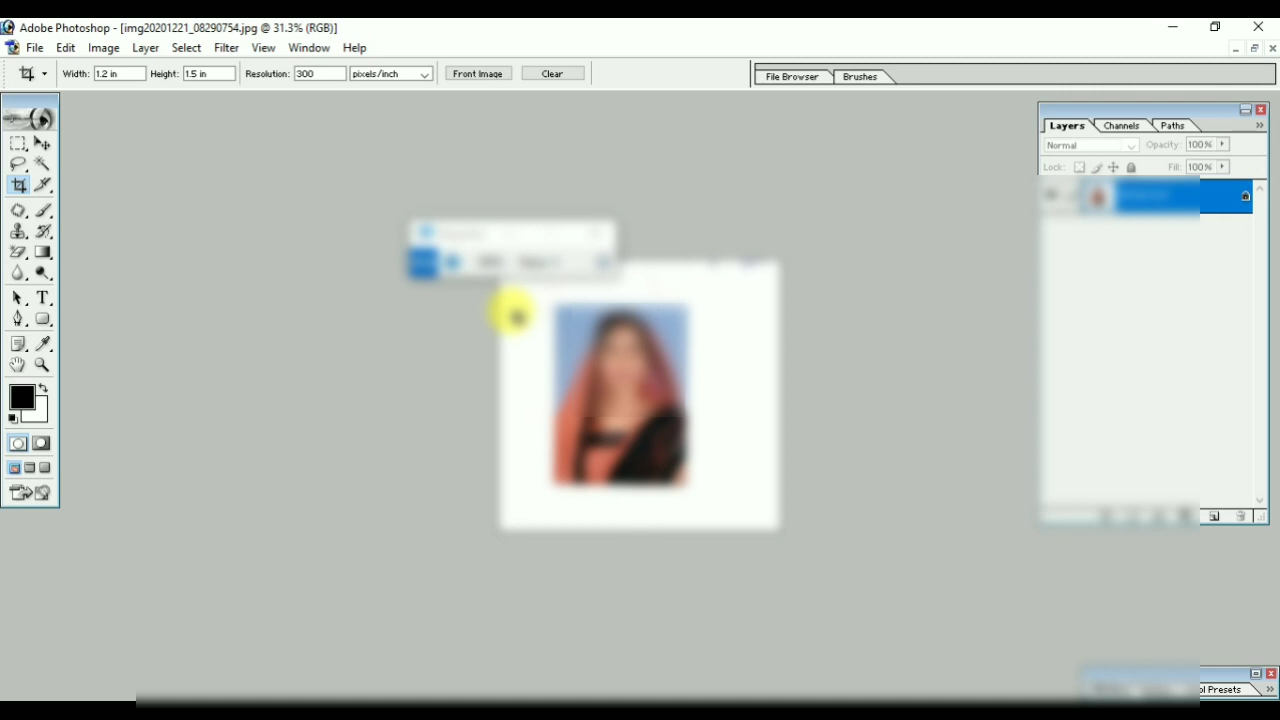 Adobe Photoshop - [img20201221_08290754.jpg @ 31.3% (RGB)]
File Edit Image Layer Select Filter View Window Help
Width: 1.2 in Height: 1.5 in Resolution: 300 pixels/inch Front Image Clear File Browser Brushes
Layers Channels Paths
Normal Opacity: 100%
Lock: Fill: 100%
T
ol Presets